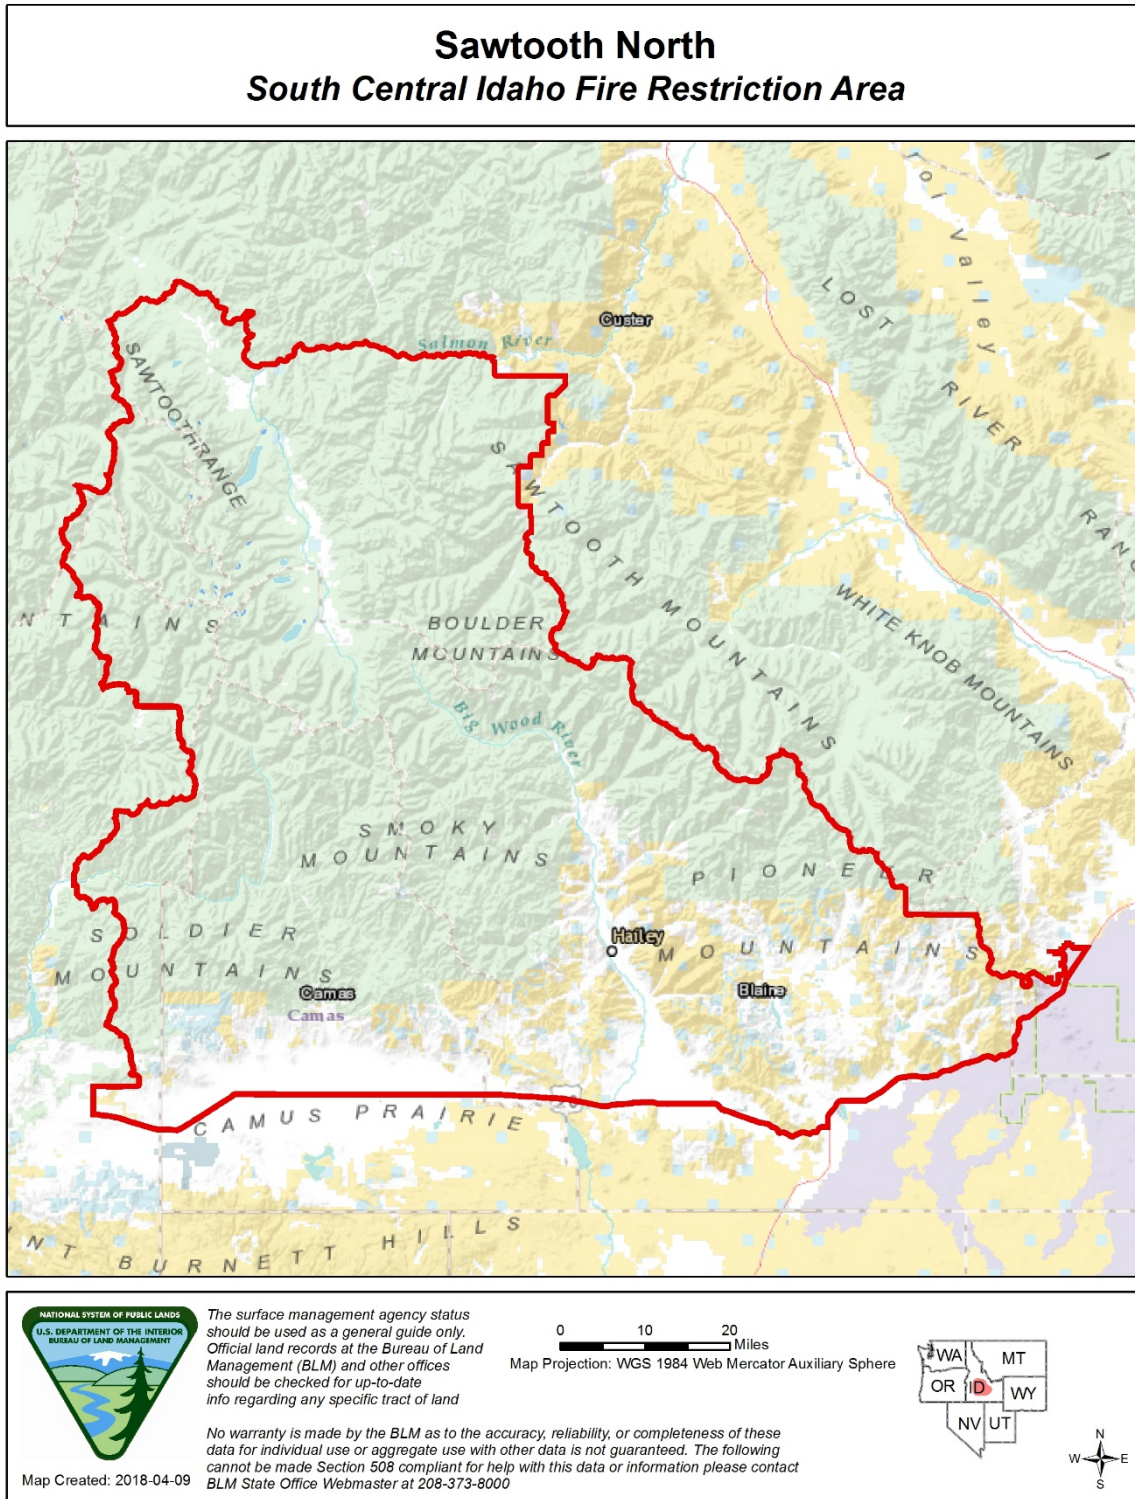 Sawtooth North
South Central Idaho Fire Restriction Area
roi Valley
LOST RIVER RANG
Custer
Salmon River
SAWTOOTH RANGE
SAWTOOTH MOUNTAINS
WHITE KNOB MOUNTAINS
NTAINS
BOULDER
MOUNTAINS
Big Wood River
SMOKY
MOUNTAINS
PIONEER
MOUNTAINS
SOLDIER
MOUNTAINS
Hailey
Camas
Camas
Blaine
CAMUS PRAIRIE
NT BURNETT HILLS
NATIONAL SYSTEM OF PUBLIC LANDS
U.S. DEPARTMENT OF THE INTERIOR
BUREAU OF LAND MANAGEMENT
Map Created: 2018-04-09
The surface management agency status
should be used as a general guide only.
Official land records at the Bureau of Land
Management (BLM) and other offices
should be checked for up-to-date
info regarding any specific tract of land
No warranty is made by the BLM as to the accuracy, reliability, or completeness of these
data for individual use or aggregate use with other data is not guaranteed. The following
cannot be made Section 508 compliant for help with this data or information please contact
BLM State Office Webmaster at 208-373-8000
0 10 20
Miles
Map Projection: WGS 1984 Web Mercator Auxiliary Sphere
WA MT
OR ID WY
NV UT
N
W E
S